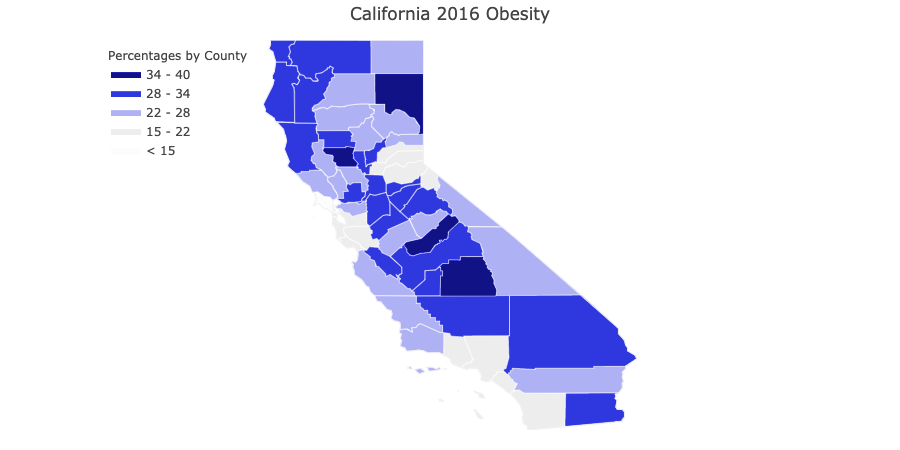 California 2016 Obesity
Percentages by County
34 - 40
28 - 34
22 - 28
15 - 22
< 15